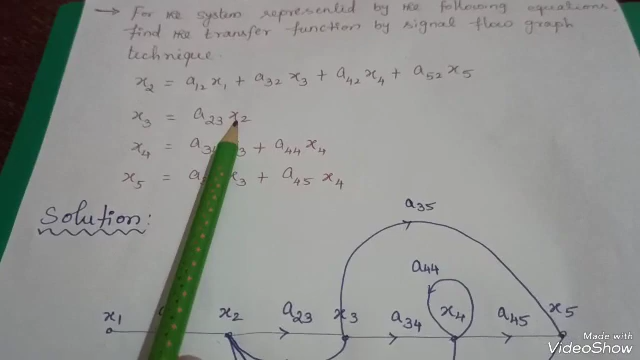 → For the system represented by the following equations
find the transfer function by signal flow graph
technique.
x2 = a12 x1 + a32 x3 + a42 x4 + a52 x5
x3 = a23 x2
x4 = x3 + a44 x4
x5 = x3 + a45 x4
Solution:
a35
a44
x1 x2 a23 x3 a34 x4 a45 x5
Made with
VivaVideo